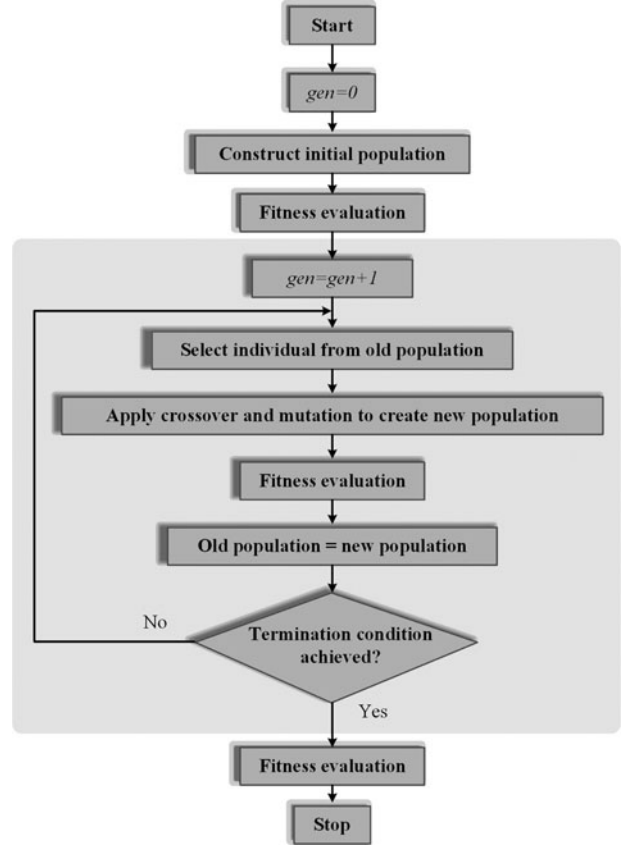 Start
gen=0
Construct initial population
Fitness evaluation
gen=gen+1
Select individual from old population
Apply crossover and mutation to create new population
Fitness evaluation
Old population = new population
Termination condition
achieved?
No
Yes
Fitness evaluation
Stop